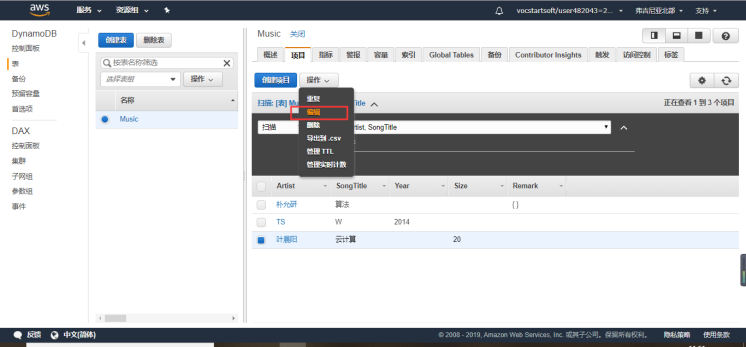 aws 服务 资源组 vocstartsoft/user482043=2... 弗吉尼亚北部 支持
DynamoDB
控制面板
表
备份
预留容量
首选项
DAX
控制面板
集群
子网组
参数组
事件
创建表 删除表
按表名称筛选
选择表组 操作
名称
Music
Music 关闭
概述 项目 指标 警报 容量 索引 Global Tables 备份 Contributor Insights 触发 访问控制 标签
创建项目 操作
扫描: [表] Mu Title 正在查看 1 到 3 个项目
扫描 Artist, SongTitle
重复
编辑
删除
导出到 .csv
管理 TTL
管理实时计数
Artist SongTitle Year Size Remark
朴允研 算法 { }
TS W 2014
叶晨阳 云计算 20
反馈 中文(简体) © 2008 - 2019, Amazon Web Services, Inc. 或其子公司。保留所有权利。 隐私策略 使用条款